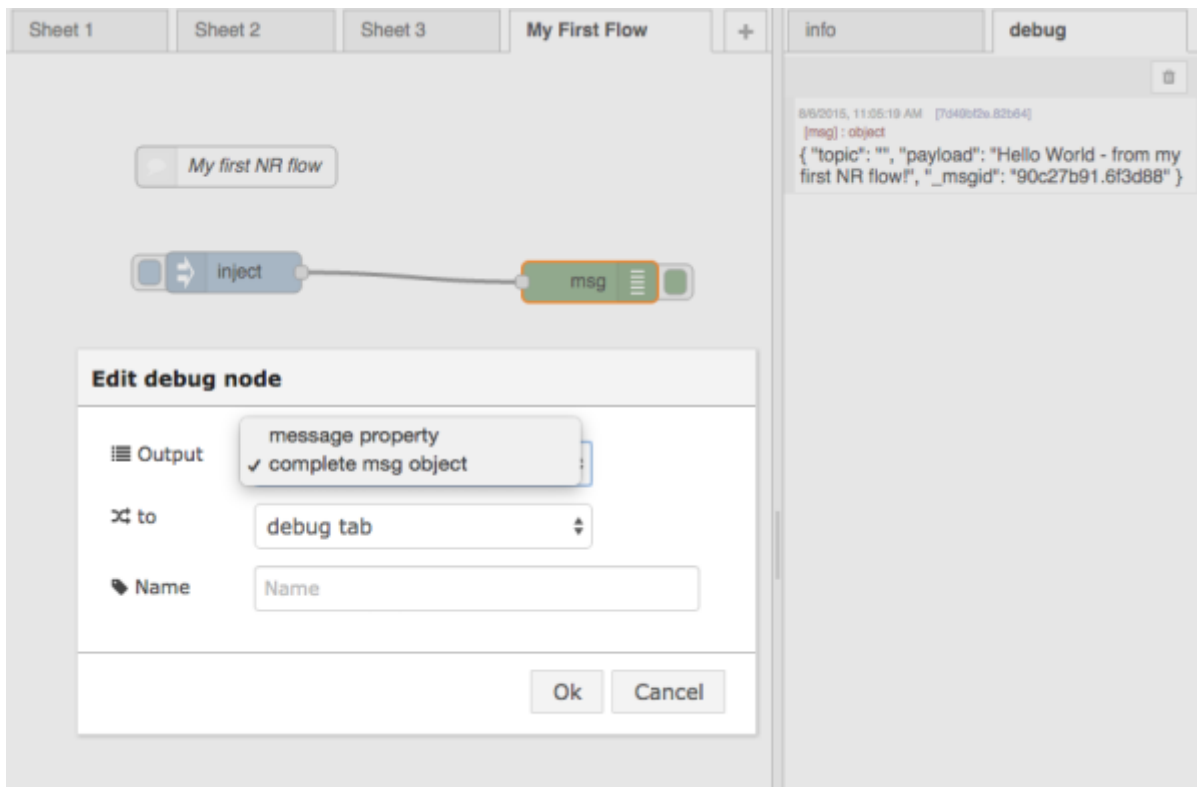 Sheet 1
Sheet 2
Sheet 3
My First Flow
+
info
debug
8/6/2015, 11:05:19 AM [7d49bf2e.82b64]
[msg] : object
{ "topic": "", "payload": "Hello World - from my
first NR flow!", "_msgid": "90c27b91.6f3d88" }
My first NR flow
inject
msg
Edit debug node
Output
message property
✓ complete msg object
to
debug tab
Name
Name
Ok
Cancel